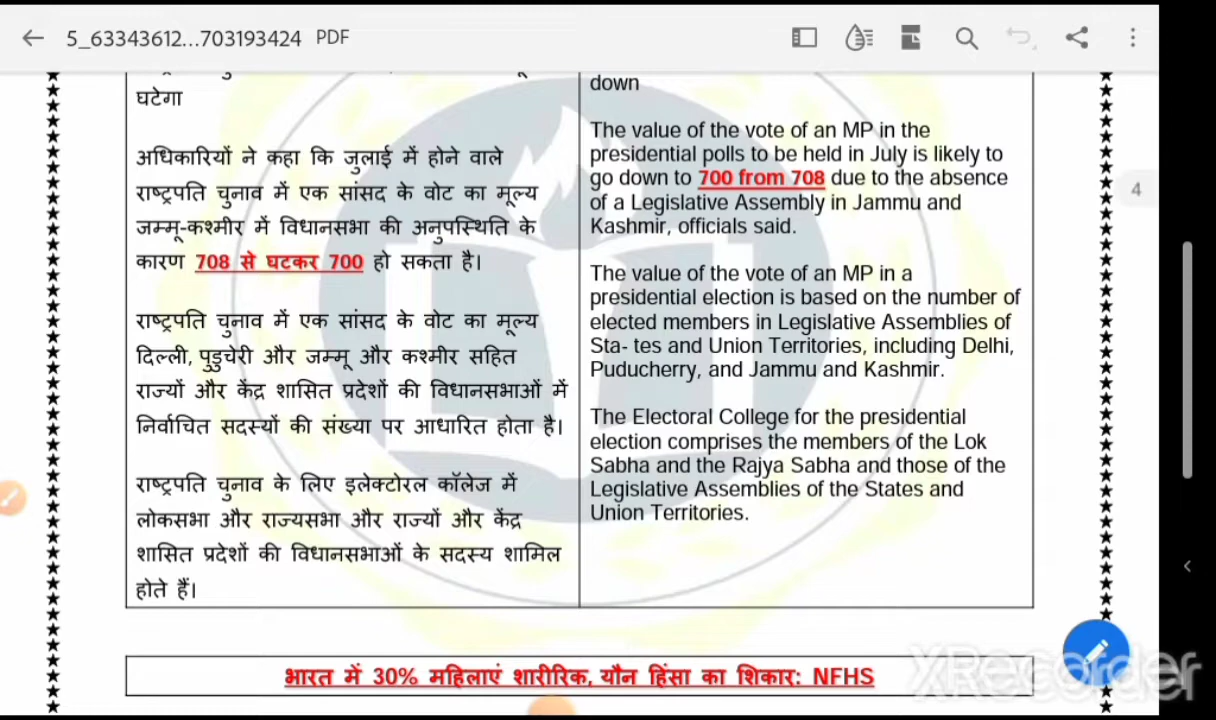 5_63343612...703193424 PDF
घटेगा
अधिकारियों ने कहा कि जुलाई में होने वाले
राष्ट्रपति चुनाव में एक सांसद के वोट का मूल्य
जम्मू-कश्मीर में विधानसभा की अनुपस्थिति के
कारण 708 से घटकर 700 हो सकता है।
राष्ट्रपति चुनाव में एक सांसद के वोट का मूल्य
दिल्ली, पुडुचेरी और जम्मू और कश्मीर सहित
राज्यों और केंद्र शासित प्रदेशों की विधानसभाओं में
निर्वाचित सदस्यों की संख्या पर आधारित होता है।
राष्ट्रपति चुनाव के लिए इलेक्टोरल कॉलेज में
लोकसभा और राज्यसभा और राज्यों और केंद्र
शासित प्रदेशों की विधानसभाओं के सदस्य शामिल
होते हैं।
down
The value of the vote of an MP in the
presidential polls to be held in July is likely to
go down to 700 from 708 due to the absence
of a Legislative Assembly in Jammu and
Kashmir, officials said.
The value of the vote of an MP in a
presidential election is based on the number of
elected members in Legislative Assemblies of
Sta- tes and Union Territories, including Delhi,
Puducherry, and Jammu and Kashmir.
The Electoral College for the presidential
election comprises the members of the Lok
Sabha and the Rajya Sabha and those of the
Legislative Assemblies of the States and
Union Territories.
4
भारत में 30% महिलाएं शारीरिक, यौन हिंसा का शिकार: NFHS
XRecorder